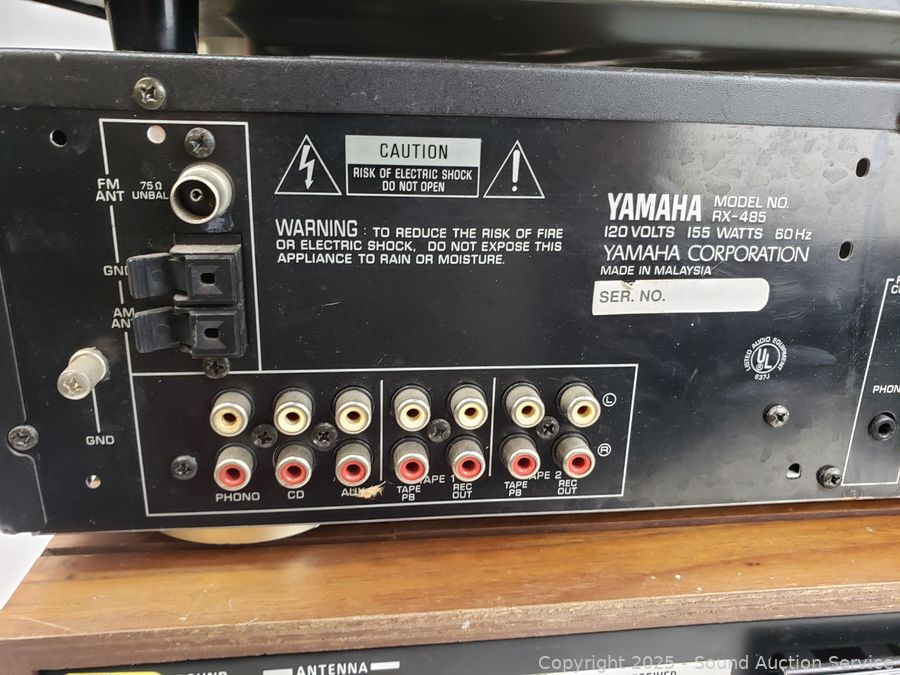 FM
ANT
75Ω
UNBAL
GND
AM
ANT
GND
CAUTION
RISK OF ELECTRIC SHOCK
DO NOT OPEN
WARNING : TO REDUCE THE RISK OF FIRE
OR ELECTRIC SHOCK, DO NOT EXPOSE THIS
APPLIANCE TO RAIN OR MOISTURE.
YAMAHA MODEL NO.
RX-485
120 VOLTS 155 WATTS 60 Hz
YAMAHA CORPORATION
MADE IN MALAYSIA
SER. NO.
LISTED AUDIO EQUIPMENT
UL
637J
L
R
PHONO
CD
AUX
TAPE 1
TAPE
PB
REC
OUT
TAPE 2
TAPE
PB
REC
OUT
ANTENNA
Copyright 2025 - Sound Auction Service